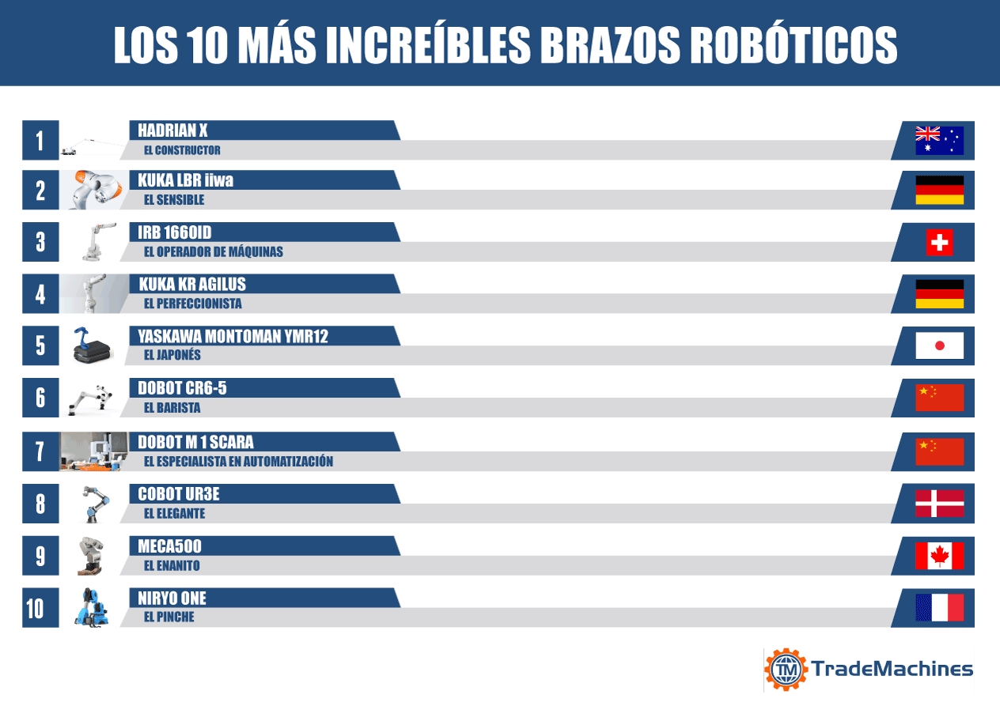 LOS 10 MÁS INCREÍBLES BRAZOS ROBÓTICOS
1
HADRIAN X
EL CONSTRUCTOR
2
KUKA LBR iiwa
EL SENSIBLE
3
IRB 1660ID
EL OPERADOR DE MÁQUINAS
4
KUKA KR AGILUS
EL PERFECCIONISTA
5
YASKAWA MONTOMAN YMR12
EL JAPONÉS
6
DOBOT CR6-5
EL BARISTA
7
DOBOT M 1 SCARA
EL ESPECIALISTA EN AUTOMATIZACIÓN
8
COBOT UR3E
EL ELEGANTE
9
MECA500
EL ENANITO
10
NIRYO ONE
EL PINCHE
TM TradeMachines